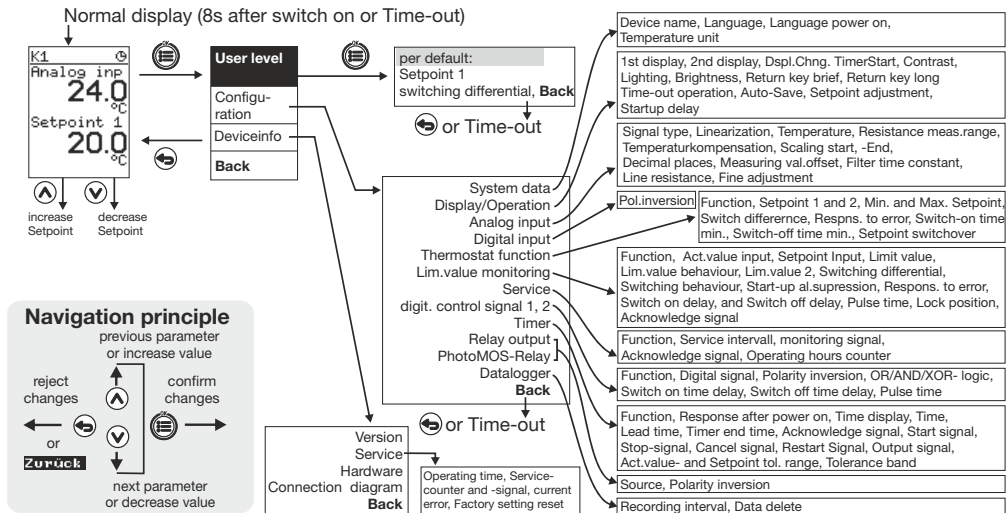 Normal display (8s after switch on or Time-out)
K1
Analog inp
24.0
°C
Setpoint 1
20.0
°C
increase
Setpoint
decrease
Setpoint
OK
User level
Configu-
ration
Deviceinfo
Back
OK
per default:
Setpoint 1
switching differential, Back
or Time-out
System data
Display/Operation
Analog input
Digital input
Thermostat function
Lim.value monitoring
Service
digit. control signal 1, 2
Timer
Relay output
PhotoMOS-Relay
Datalogger
Back
or Time-out
Version
Service
Hardware
Connection diagram
Back
Operating time, Service-
counter and -signal, current
error, Factory setting reset
Device name, Language, Language power on,
Temperature unit
1st display, 2nd display, Dspl.Chng. TimerStart, Contrast,
Lighting, Brightness, Return key brief, Return key long
Time-out operation, Auto-Save, Setpoint adjustment,
Startup delay
Signal type, Linearization, Temperature, Resistance meas.range,
Temperaturkompensation, Scaling start, -End,
Decimal places, Measuring val.offset, Filter time constant,
Line resistance, Fine adjustment
Pol.inversion
Function, Setpoint 1 and 2, Min. and Max. Setpoint,
Switch differernce, Respns. to error, Switch-on time
min., Switch-off time min., Setpoint switchover
Function, Act.value input, Setpoint Input, Limit value,
Lim.value behaviour, Lim.value 2, Switching differential,
Switching behaviour, Start-up al.supression, Respons. to error,
Switch on delay, and Switch off delay, Pulse time, Lock position,
Acknowledge signal
Function, Service intervall, monitoring signal,
Acknowledge signal, Operating hours counter
Function, Digital signal, Polarity inversion, OR/AND/XOR- logic,
Switch on time delay, Switch off time delay, Pulse time
Function, Response after power on, Time display, Time,
Lead time, Timer end time, Acknowledge signal, Start signal,
Stop-signal, Cancel signal, Restart Signal, Output signal,
Act.value- and Setpoint tol. range, Tolerance band
Source, Polarity inversion
Recording interval, Data delete
Navigation principle
previous parameter
or increase value
reject
changes
or
Zurück
OK
confirm
changes
next parameter
or decrease value